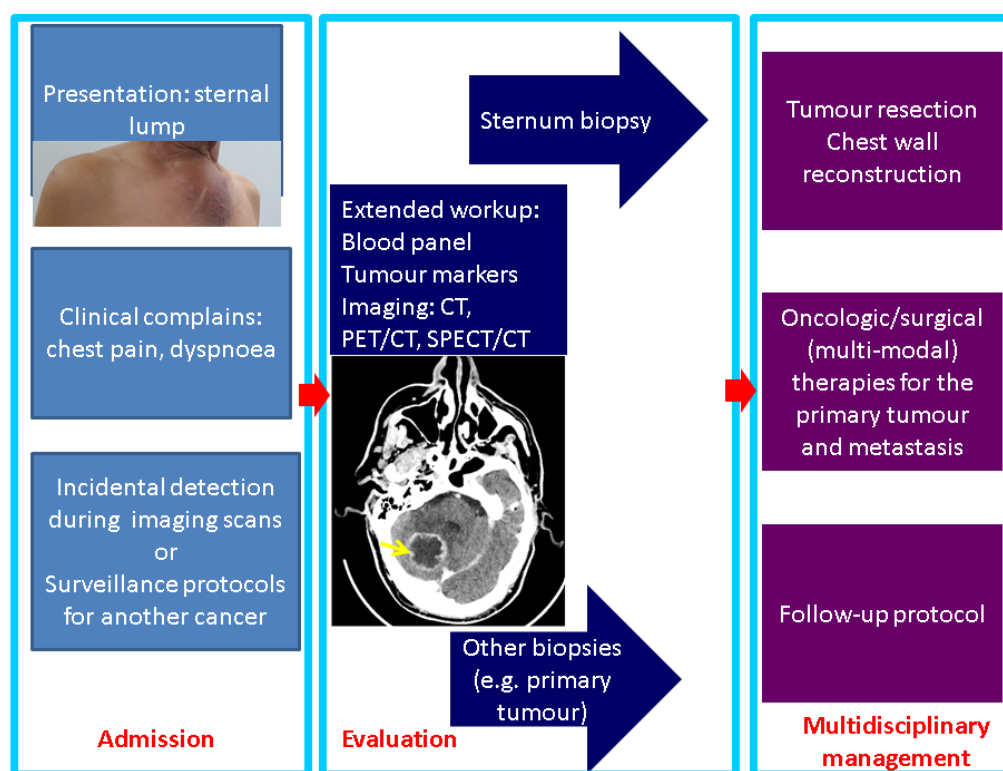 Presentation: sternal
lump
Clinical complains:
chest pain, dyspnoea
Incidental detection
during imaging scans
or
Surveillance protocols
for another cancer
Admission
Sternum biopsy
Extended workup:
Blood panel
Tumour markers
Imaging: CT,
PET/CT, SPECT/CT
Other biopsies
(e.g. primary
tumour)
Evaluation
Tumour resection
Chest wall
reconstruction
Oncologic/surgical
(multi-modal)
therapies for the
primary tumour
and metastasis
Follow-up protocol
Multidisciplinary
management